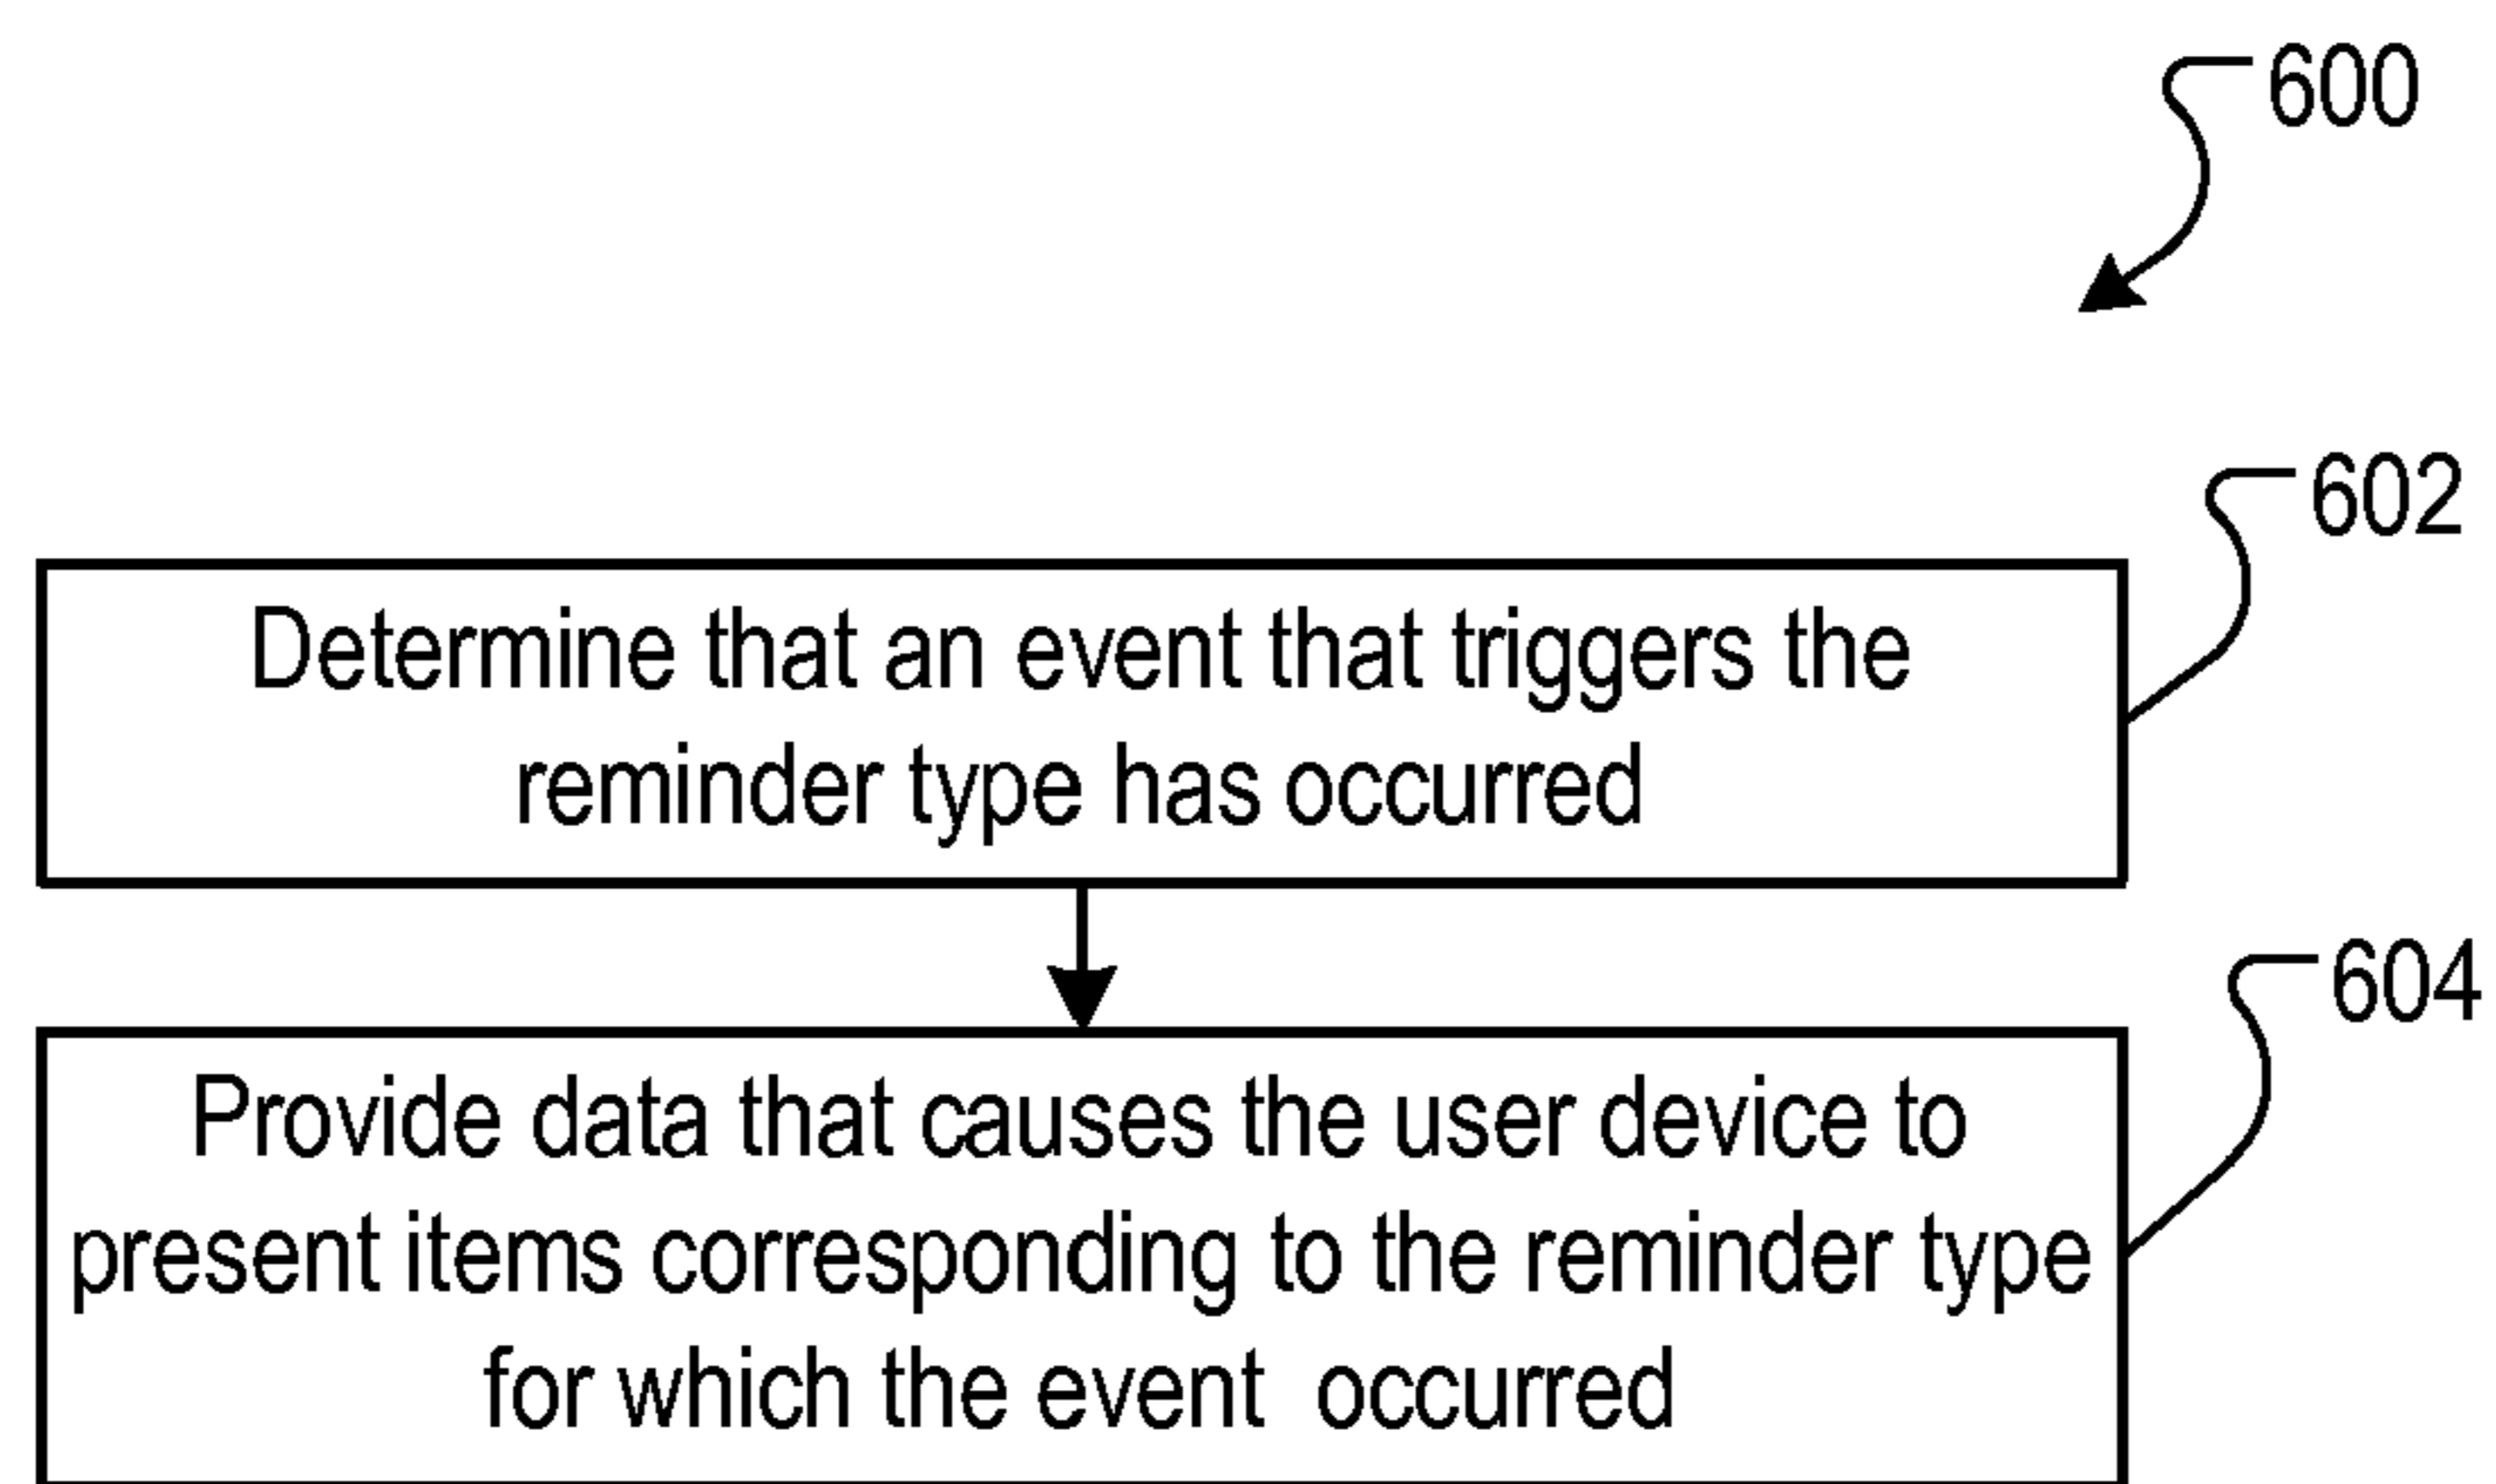 600
602
Determine that an event that triggers the
reminder type has occurred
604
Provide data that causes the user device to
present items corresponding to the reminder type
for which the event occurred